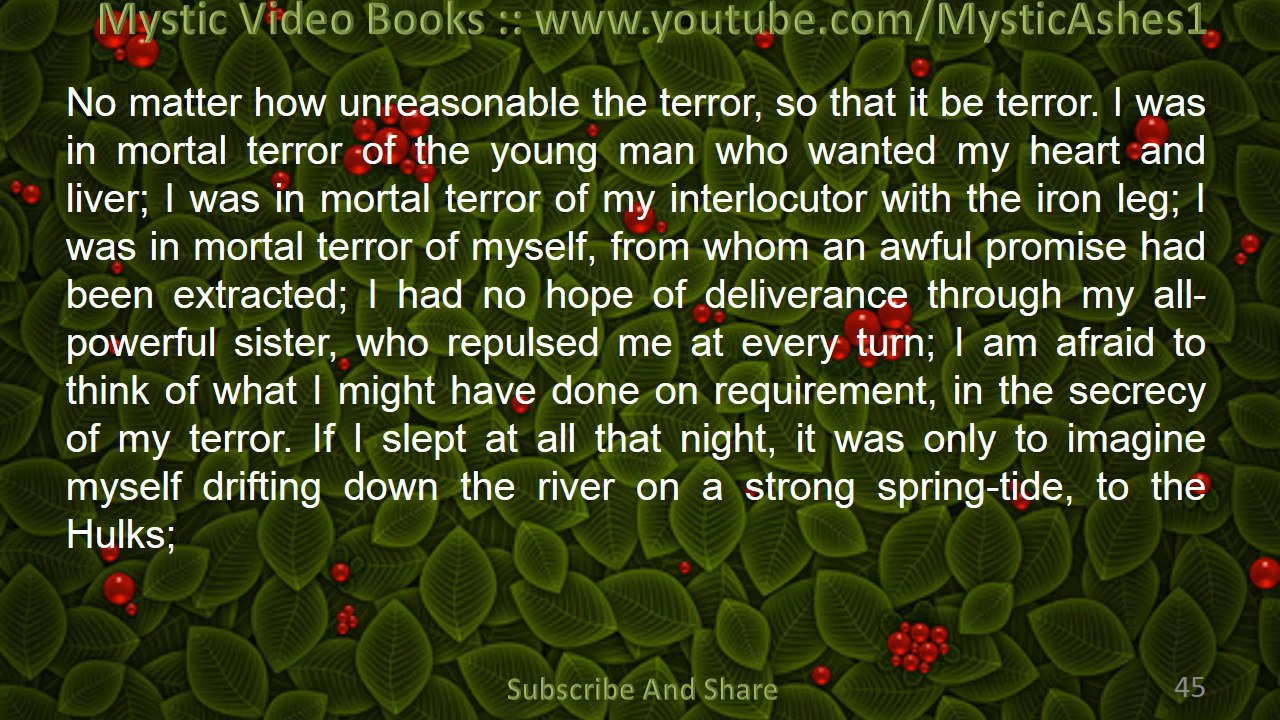 Mystic Video Books :: www.youtube.com/MysticAshes1
No matter how unreasonable the terror, so that it be terror. I was
in mortal terror of the young man who wanted my heart and
liver; I was in mortal terror of my interlocutor with the iron leg; I
was in mortal terror of myself, from whom an awful promise had
been extracted; I had no hope of deliverance through my all-
powerful sister, who repulsed me at every turn; I am afraid to
think of what I might have done on requirement, in the secrecy
of my terror. If I slept at all that night, it was only to imagine
myself drifting down the river on a strong spring-tide, to the
Hulks;
Subscribe And Share
45